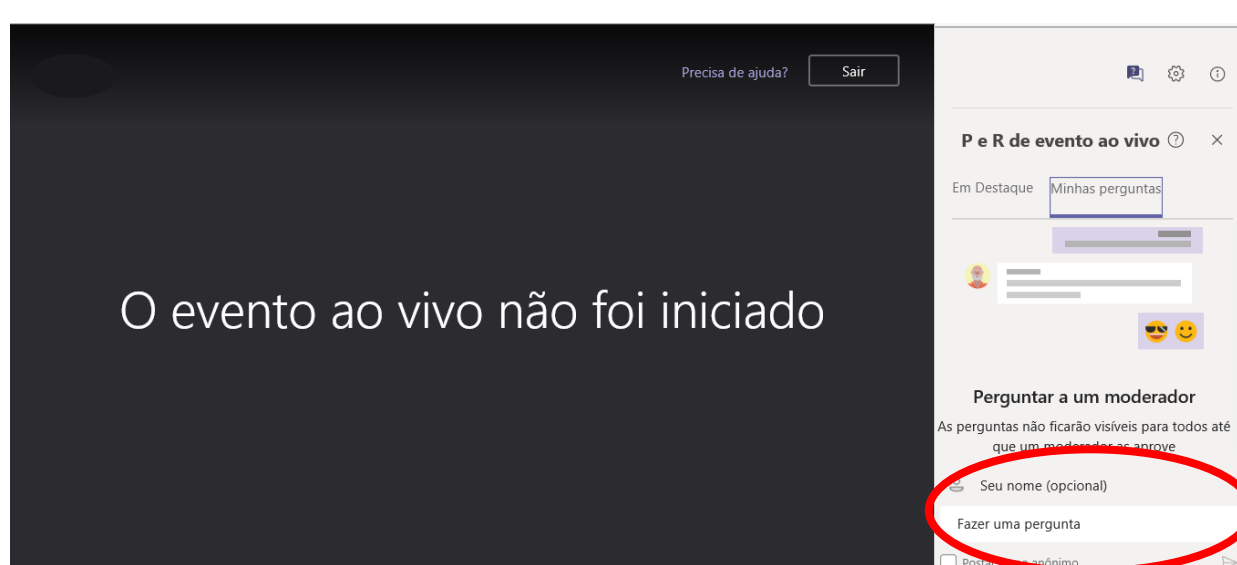 Precisa de ajuda?
Sair
P e R de evento ao vivo
Em Destaque
Minhas perguntas
O evento ao vivo não foi iniciado
Perguntar a um moderador
As perguntas não ficarão visíveis para todos até
que um moderador as aprove
Seu nome (opcional)
Fazer uma pergunta
anônimo